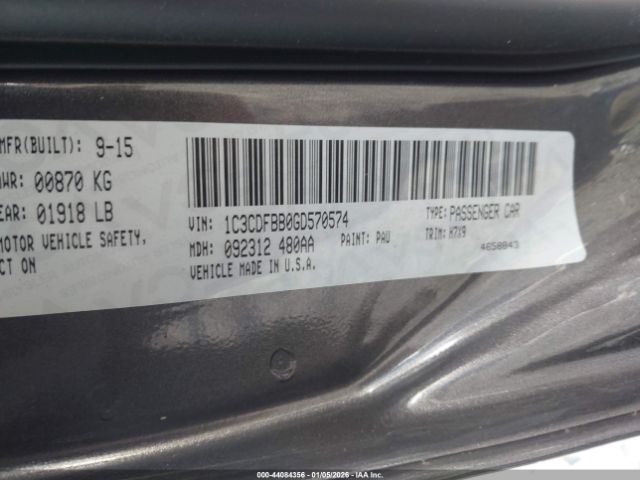 MFR(BUILT): 9-15
WR: 00870 KG
EAR: 01918 LB
MOTOR VEHICLE SAFETY,
CT ON
VIN: 1C3CDFBB0GD570574
TYPE: PASSENGER CAR
MDH: 092312 480AA
PAINT: PAU
TRIM: H7X9
VEHICLE MADE IN U.S.A.
4658843
000-44084356 | 01/05/2026 | IAA Inc.